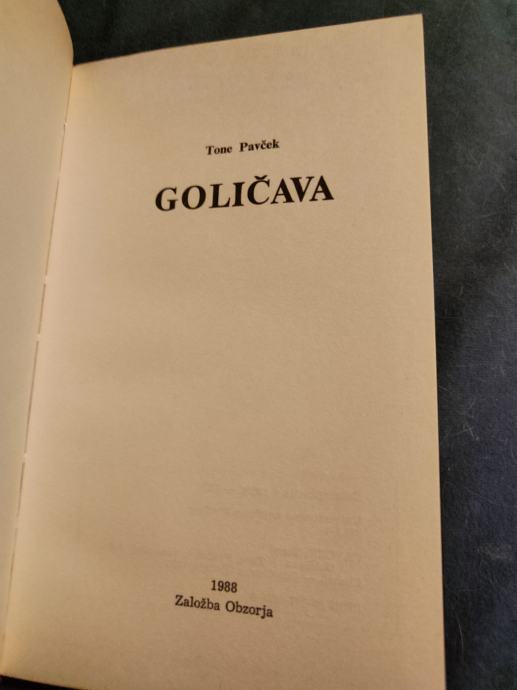 Tone Pavček
GOLIČAVA
1988
Založba Obzorja